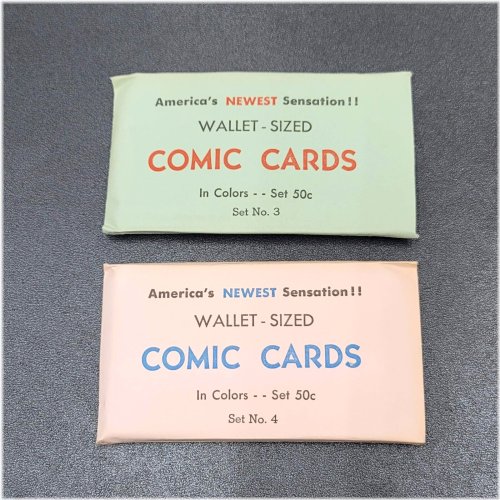 America's NEWEST Sensation!!
WALLET - SIZED
COMIC CARDS
In Colors - - Set 50c
Set No. 3
America's NEWEST Sensation!!
WALLET - SIZED
COMIC CARDS
In Colors - - Set 50c
Set No. 4